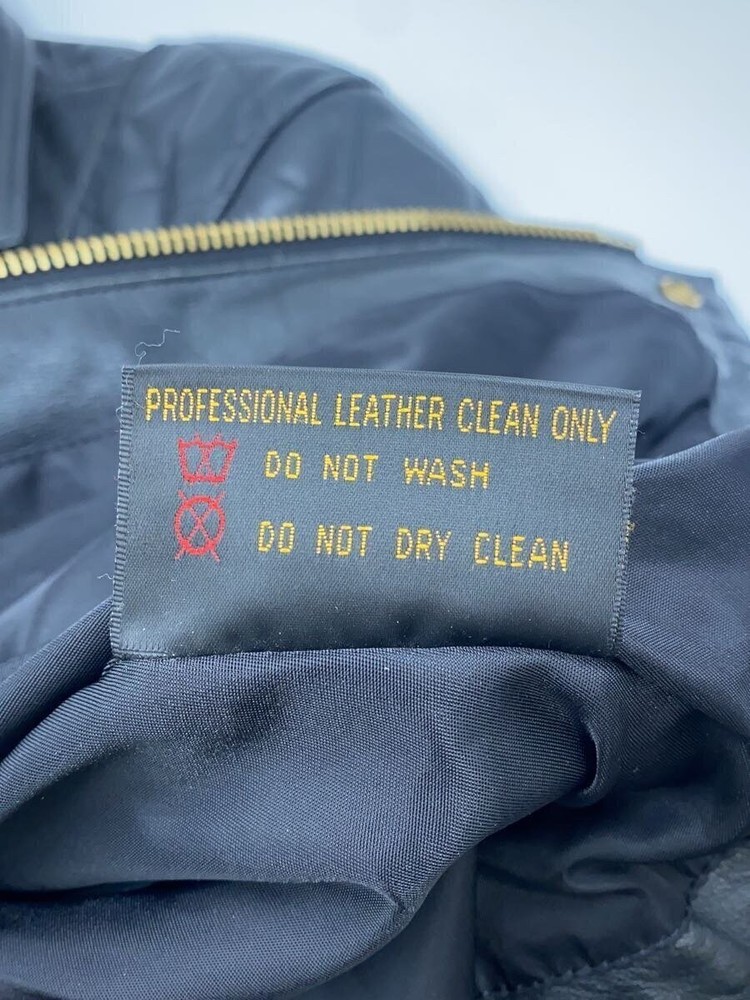 PROFESSIONAL LEATHER CLEAN ONLY
DO NOT WASH
DO NOT DRY CLEAN